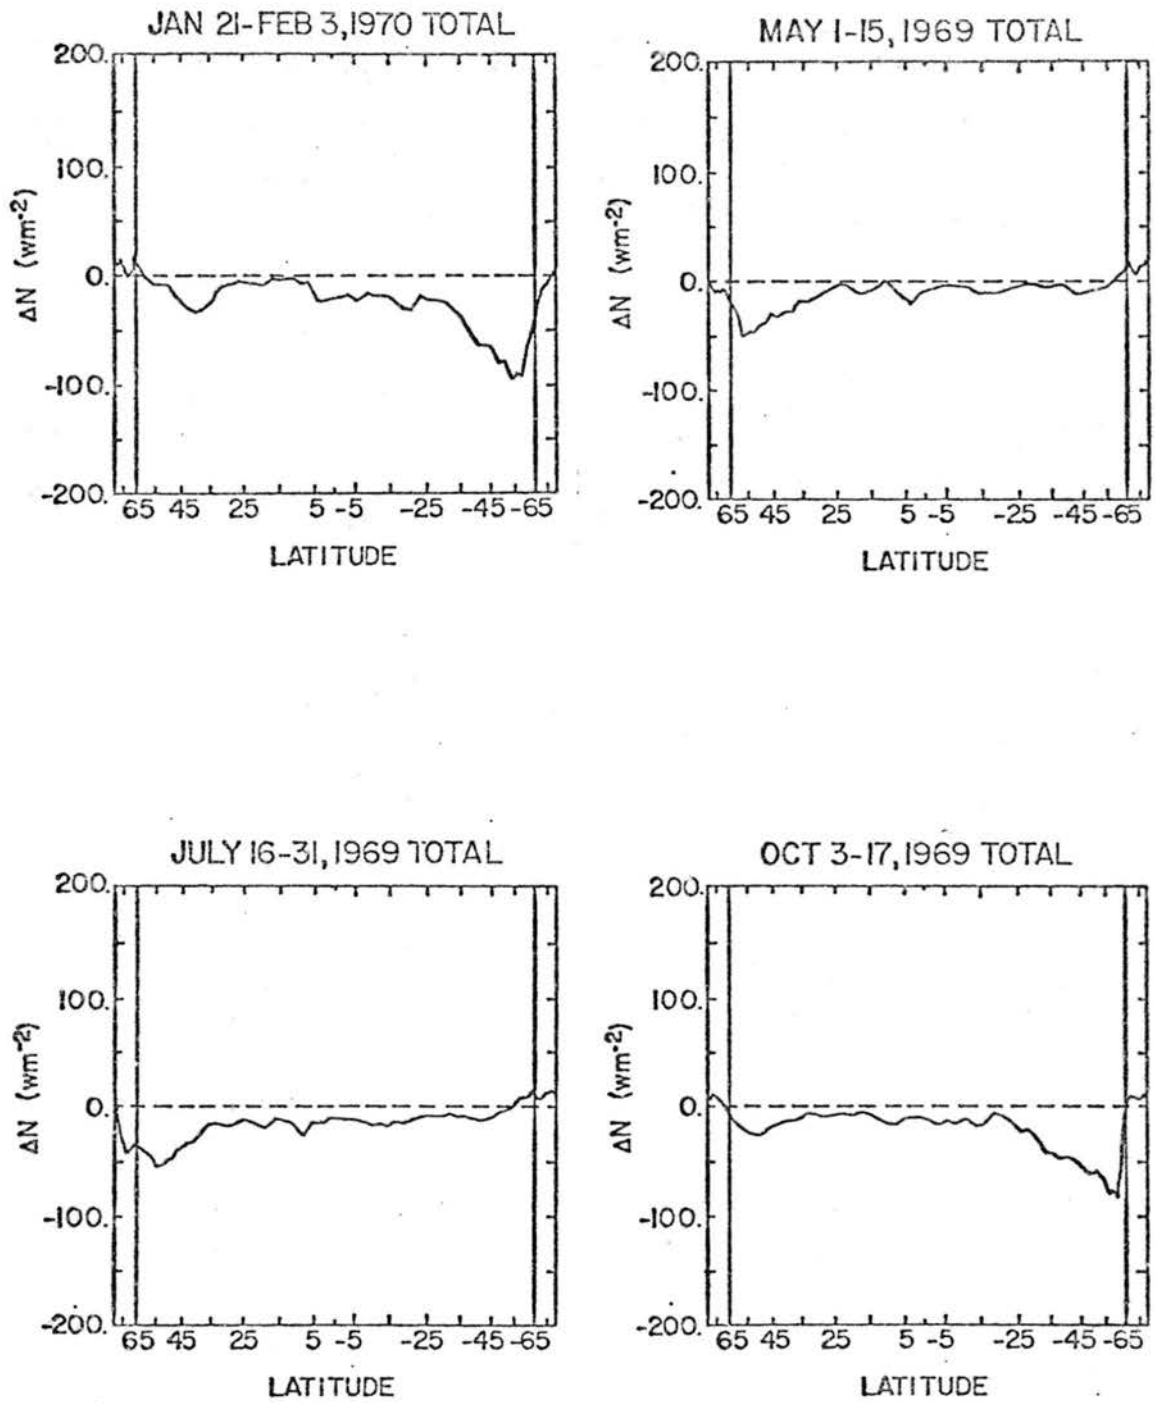 JAN 21-FEB 3, 1970 TOTAL
200.
100.
0.
-100.
-200.
ΔN (wm-2)
65 45 25 5 -5 -25 -45 -65
LATITUDE
MAY 1-15, 1969 TOTAL
200.
100.
0.
-100.
-200.
ΔN (wm-2)
65 45 25 5 -5 -25 -45 -65
LATITUDE
JULY 16-31, 1969 TOTAL
200.
100.
0.
-100.
-200.
ΔN (wm-2)
65 45 25 5 -5 -25 -45 -65
LATITUDE
OCT 3-17, 1969 TOTAL
200.
100.
0.
-100.
-200.
ΔN (wm-2)
65 45 25 5 -5 -25 -45 -65
LATITUDE